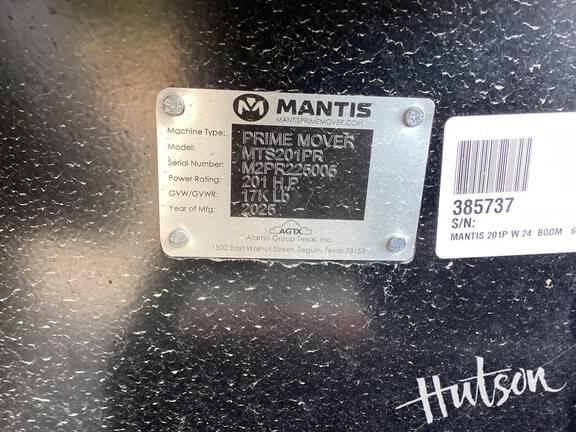 MANTIS
MANTISPRIMEMOVER.COM
Machine Type: PRIME MOVER
Model: MTS201PR
Serial Number: M2PR225005
Power Rating: 201 H.P.
GVW/GVWR: 17K Lb
Year of Mfg: 2025
AGTX
Alamo Group Texas, Inc.
1502 East Walnut Street, Seguin, Texas 78155
385737
S/N:
MANTIS 201P W 24 BOOM 6
Hutson